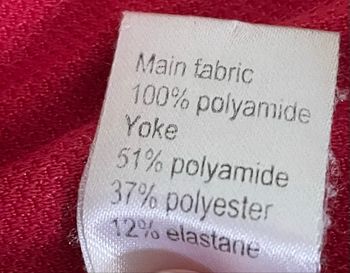 Main fabric
100% polyamide
Yoke
51% polyamide
37% polyester
12% elastane